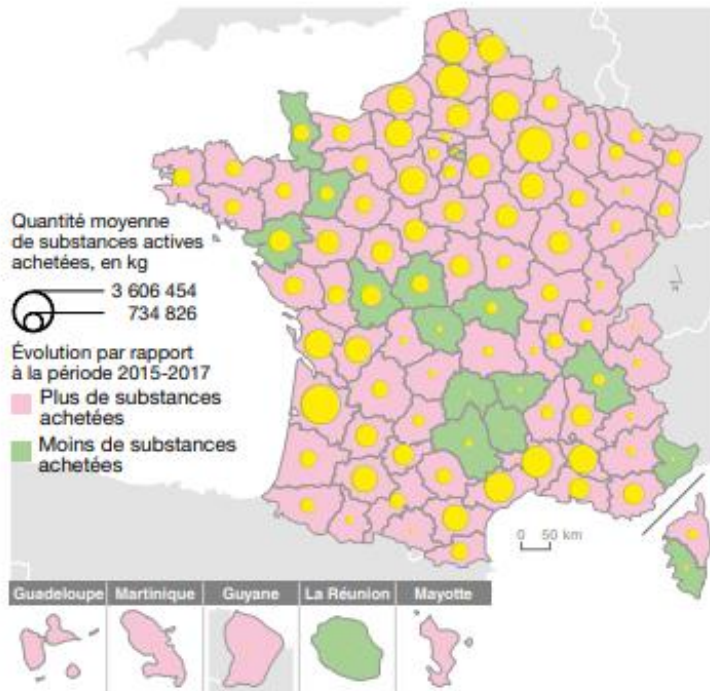 Quantité moyenne
de substances actives
achetées, en kg
3 606 454
734 826
Évolution par rapport
à la période 2015-2017
Plus de substances
achetées
Moins de substances
achetées
0 50 km
Guadeloupe Martinique Guyane La Réunion Mayotte